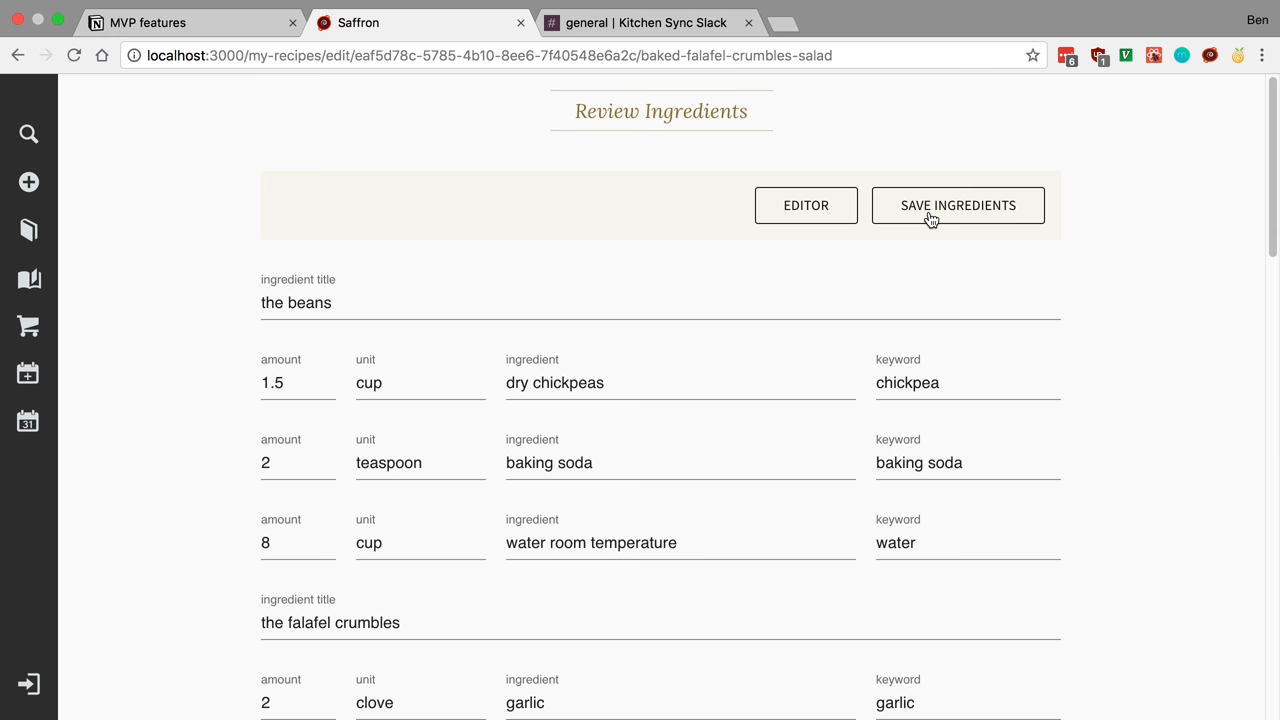 MVP features
Saffron
general | Kitchen Sync Slack
Ben
localhost:3000/my-recipes/edit/eaf5d78c-5785-4b10-8ee6-7f40548e6a2c/baked-falafel-crumbles-salad
6
1
Review Ingredients
EDITOR
SAVE INGREDIENTS
ingredient title
the beans
amount unit ingredient keyword
1.5 cup dry chickpeas chickpea
amount unit ingredient keyword
2 teaspoon baking soda baking soda
31
amount unit ingredient keyword
8 cup water room temperature water
ingredient title
the falafel crumbles
amount unit ingredient keyword
2 clove garlic garlic